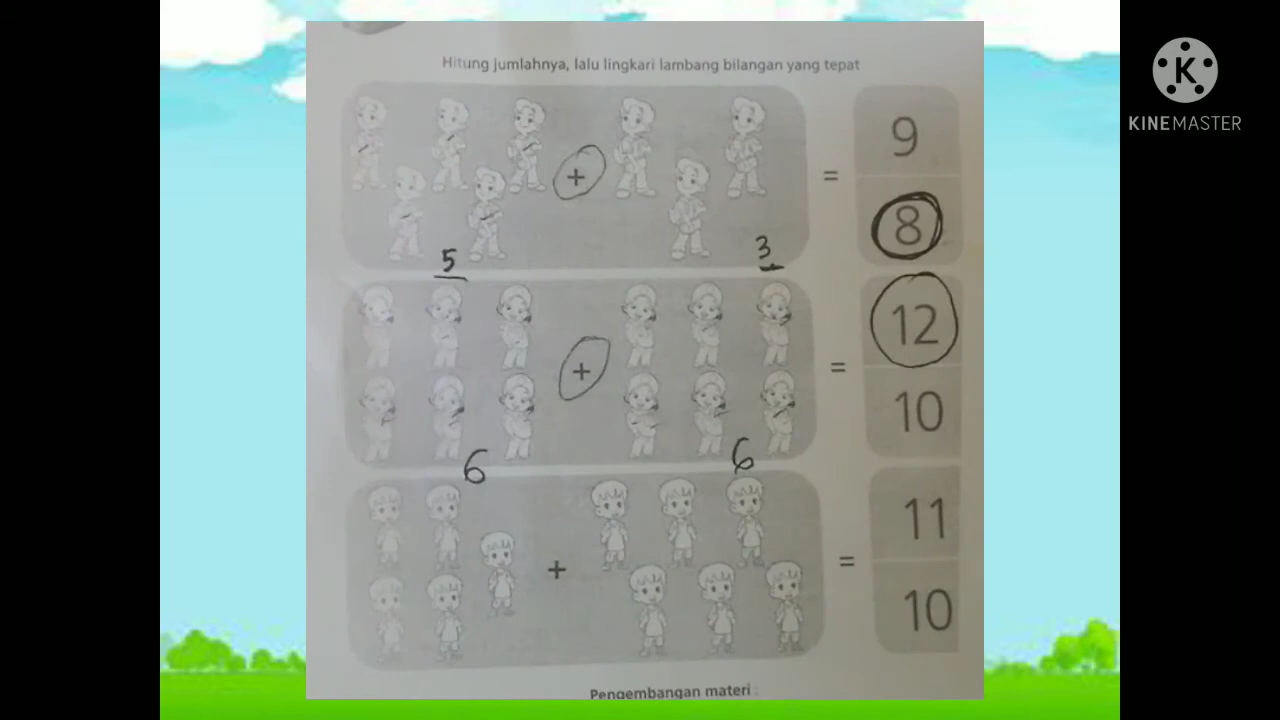 Hitung jumlahnya, lalu lingkari lambang bilangan yang tepat
+ = 9
8
5 3
+ = 12
10
6 6
+ = 11
10
Pengembangan materi :
K
KINEMASTER